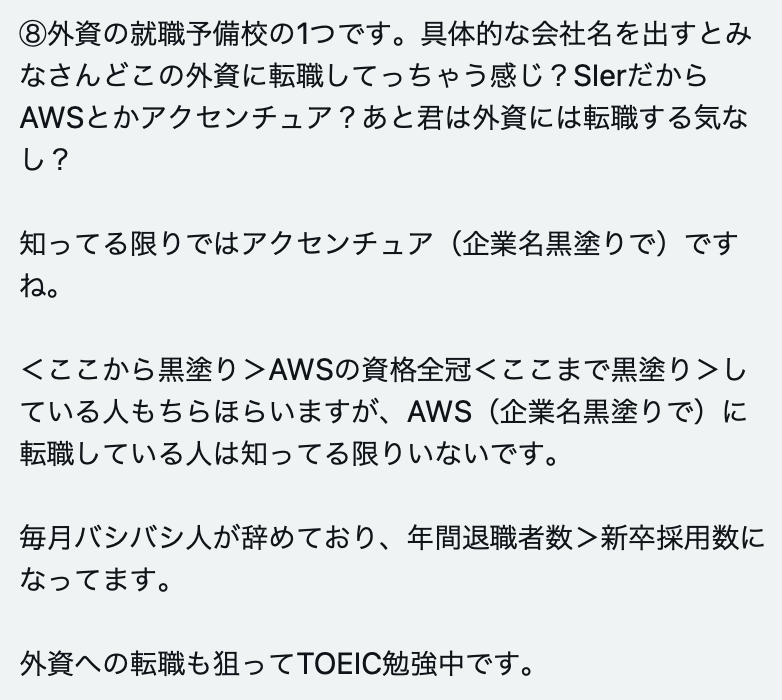 ⑧外資の就職予備校の1つです。具体的な会社名を出すとみ
なさんどこの外資に転職してっちゃう感じ？SIerだから
AWSとかアクセンチュア？あと君は外資には転職する気な
し？
知ってる限りではアクセンチュア（企業名黒塗りで）です
ね。
＜ここから黒塗り＞AWSの資格全冠＜ここまで黒塗り＞し
ている人もちらほらいますが、AWS（企業名黒塗りで）に
転職している人は知ってる限りいないです。
毎月バシバシ人が辞めており、年間退職者数＞新卒採用数に
なってます。
外資への転職も狙ってTOEIC勉強中です。